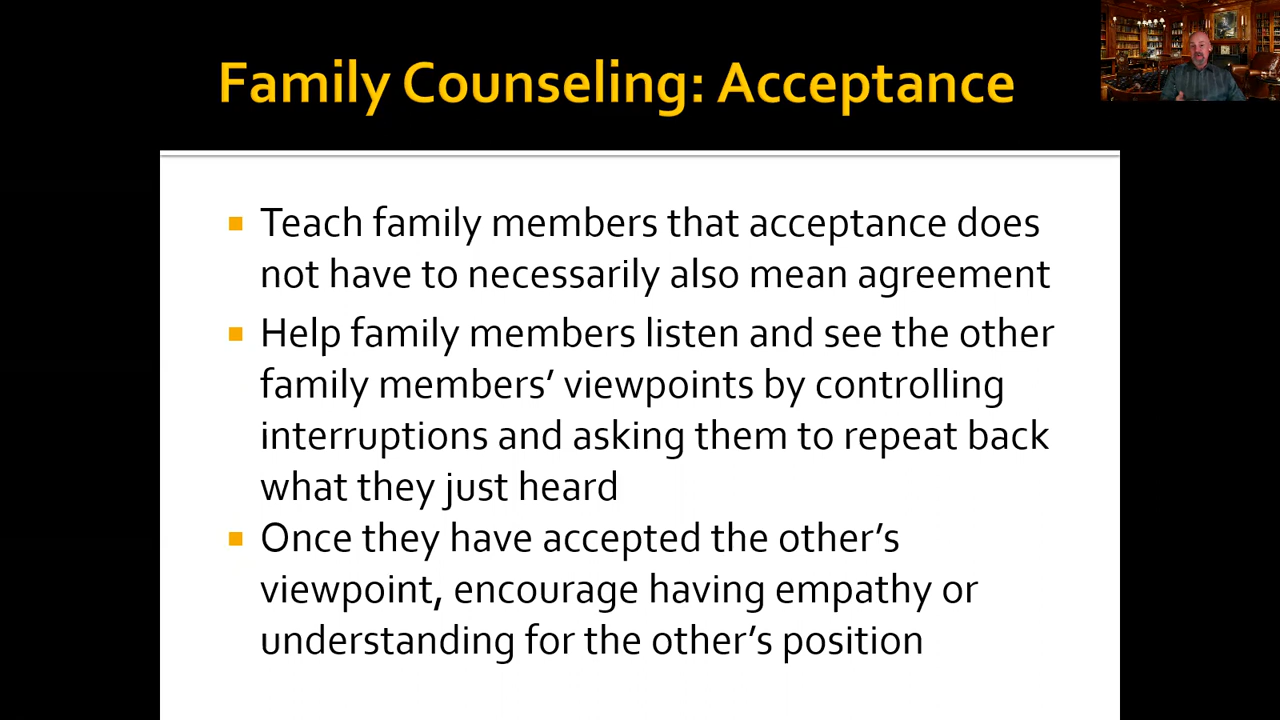 Family Counseling: Acceptance
Teach family members that acceptance does
not have to necessarily also mean agreement
Help family members listen and see the other
family members’ viewpoints by controlling
interruptions and asking them to repeat back
what they just heard
Once they have accepted the other’s
viewpoint, encourage having empathy or
understanding for the other’s position